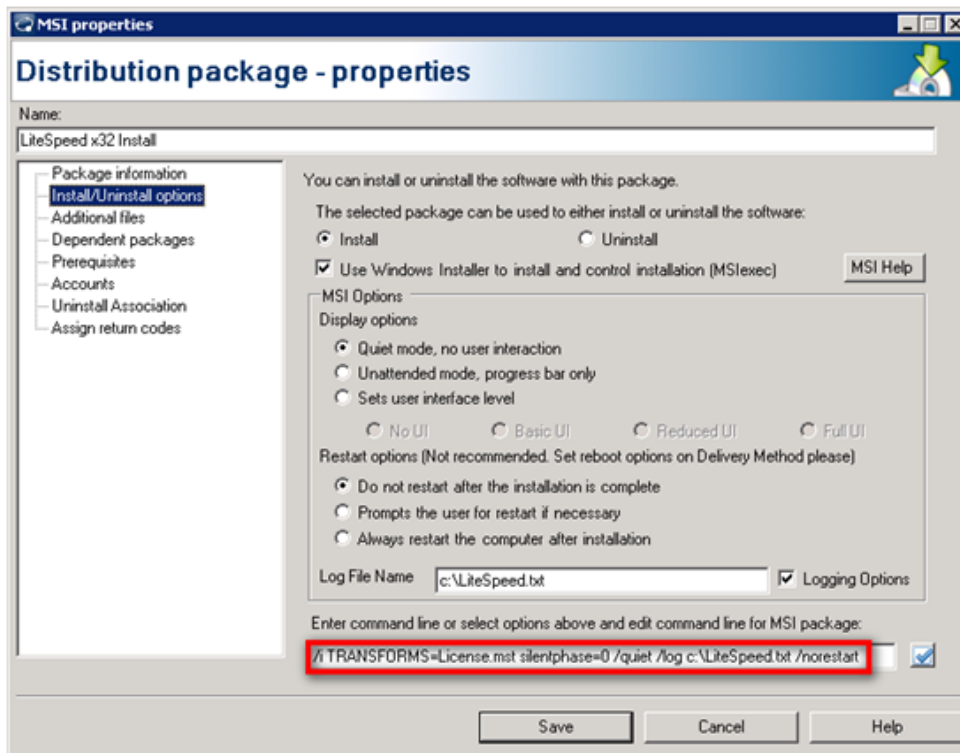 MSI properties
Distribution package - properties
Name:
LiteSpeed x32 Install
Package information
Install/Uninstall options
Additional files
Dependent packages
Prerequisites
Accounts
Uninstall Association
Assign return codes
You can install or uninstall the software with this package.
The selected package can be used to either install or uninstall the software:
Install Uninstall
Use Windows Installer to install and control installation (MSIexec) MSI Help
MSI Options
Display options
Quiet mode, no user interaction
Unattended mode, progress bar only
Sets user interface level
No UI Basic UI Reduced UI Full UI
Restart options (Not recommended. Set reboot options on Delivery Method please)
Do not restart after the installation is complete
Prompts the user for restart if necessary
Always restart the computer after installation
Log File Name c:\LiteSpeed.txt Logging Options
Enter command line or select options above and edit command line for MSI package:
/i TRANSFORMS=License.mst silentphase=0 /quiet /log c:\LiteSpeed.txt /norestart
Save Cancel Help